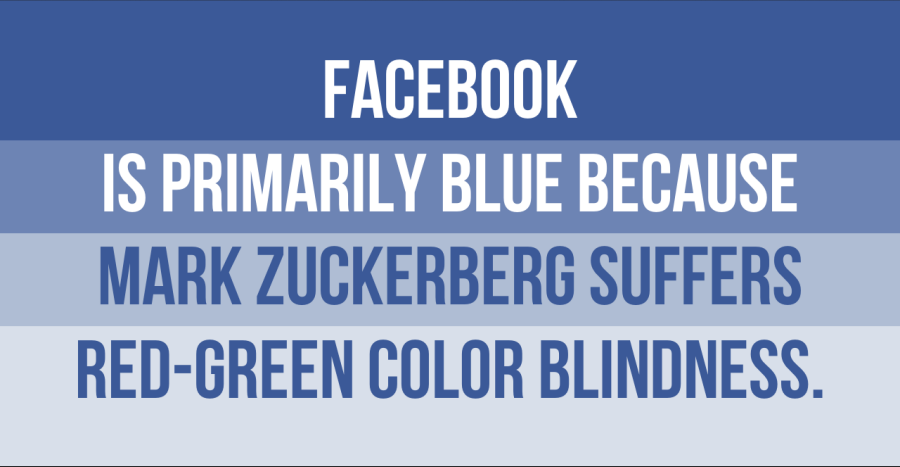 FACEBOOK
IS PRIMARILY BLUE BECAUSE
MARK ZUCKERBERG SUFFERS
RED-GREEN COLOR BLINDNESS.